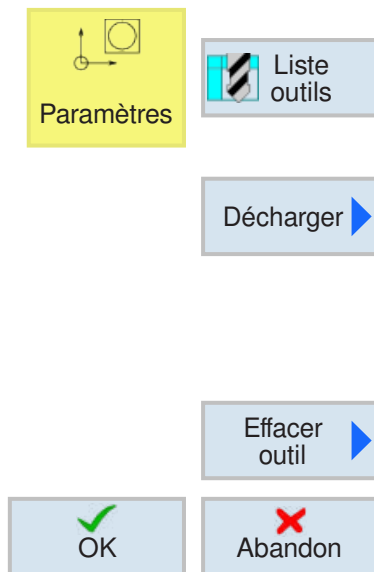 Paramètres
Liste
outils
Décharger
Effacer
outil
OK
Abandon